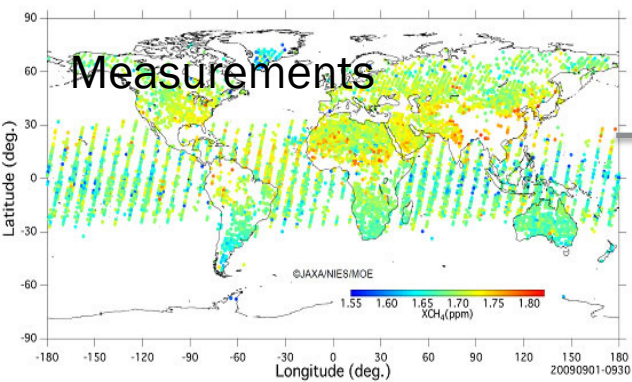 Measurements
Latitude (deg.)
90
60
30
0
-30
-60
-90
©JAXA/NIES/MOE
1.55 1.60 1.65 1.70 1.75 1.80
XCH₄(ppm)
-180 -150 -120 -90 -60 -30 0 30 60 90 120 150 180
Longitude (deg.)
20090901-0930